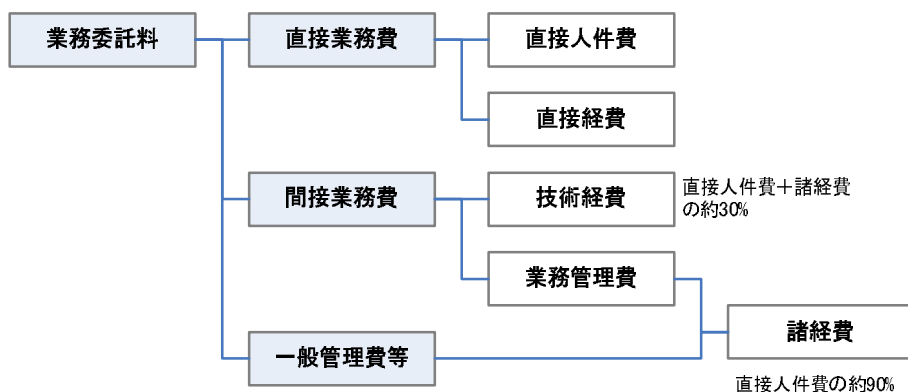 業務委託料
直接業務費
直接人件費
直接経費
間接業務費
技術経費
直接人件費＋諸経費
の約30%
業務管理費
諸経費
一般管理費等
直接人件費の約90%